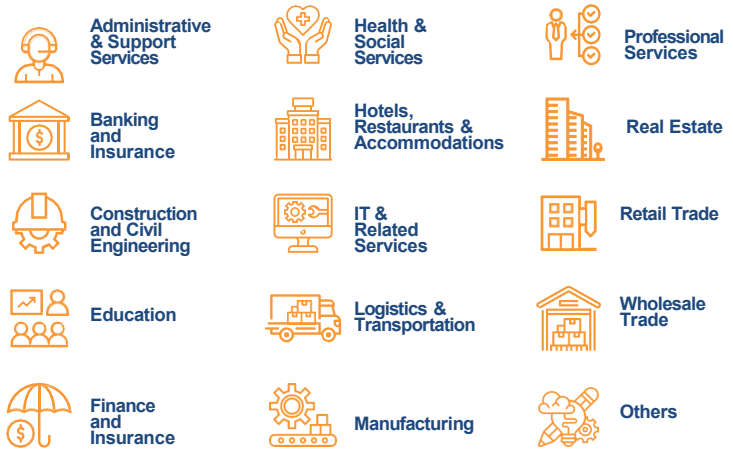 Administrative
& Support
Services
Health &
Social
Services
Professional
Services
Banking
and
Insurance
Hotels,
Restaurants &
Accommodations
Real Estate
Construction
and Civil
Engineering
IT &
Related
Services
Retail Trade
Education
Logistics &
Transportation
Wholesale
Trade
Finance
and
Insurance
Manufacturing
Others